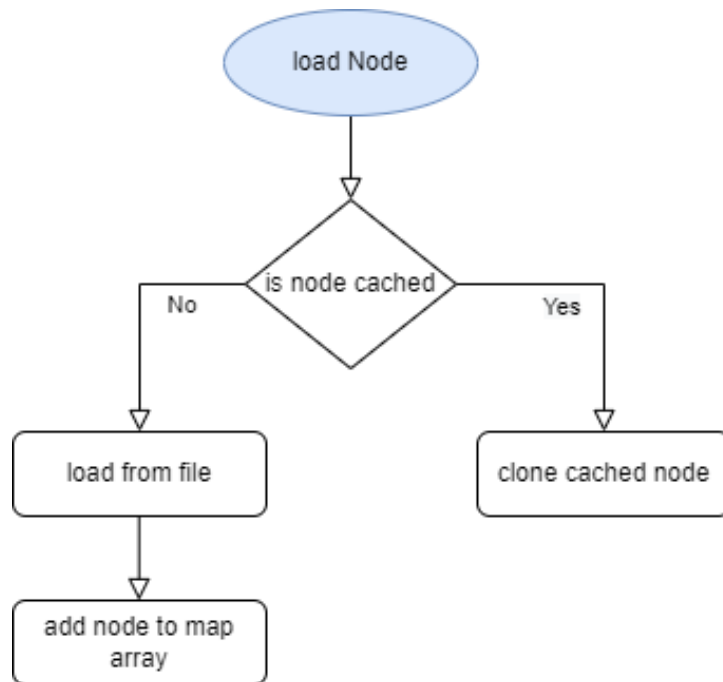 load Node
is node cached
No
Yes
load from file
clone cached node
add node to map
array